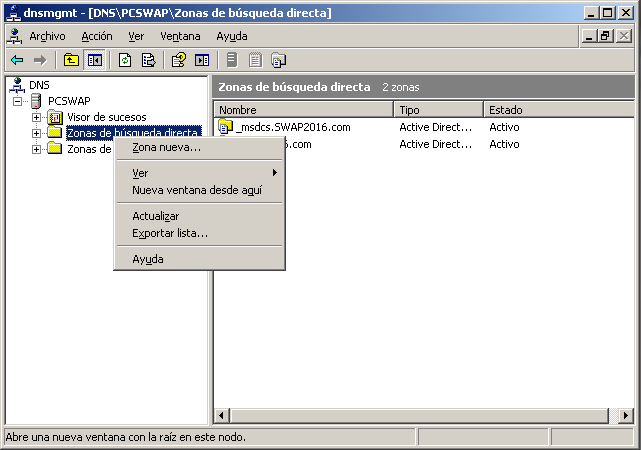 dnsmgmt - [DNS\PCSWAP\Zonas de búsqueda directa]
Archivo Acción Ver Ventana Ayuda
DNS
PCSWAP
Visor de sucesos
Zonas de búsqueda directa
Zonas de
Zonas de búsqueda directa 2 zonas
Nombre Tipo Estado
_msdcs.SWAP2016.com Active Direct... Activo
6.com Active Direct... Activo
Zona nueva...
Ver
Nueva ventana desde aquí
Actualizar
Exportar lista...
Ayuda
Abre una nueva ventana con la raíz en este nodo.